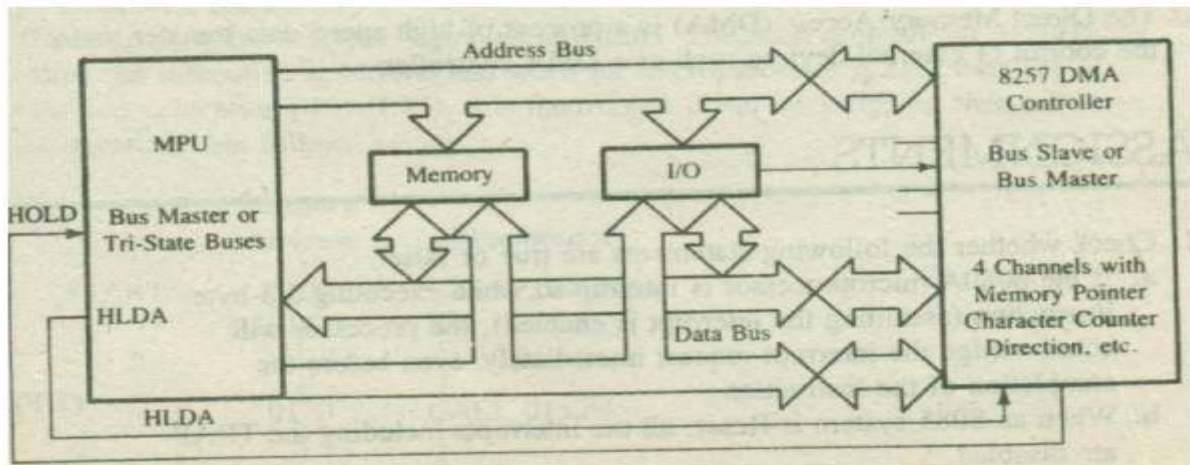 Address Bus
8257 DMA
Controller
MPU
Memory
I/O
Bus Slave or
Bus Master
HOLD
Bus Master or
Tri-State Buses
4 Channels with
Memory Pointer
Character Counter
Direction, etc.
HLDA
Data Bus
HLDA